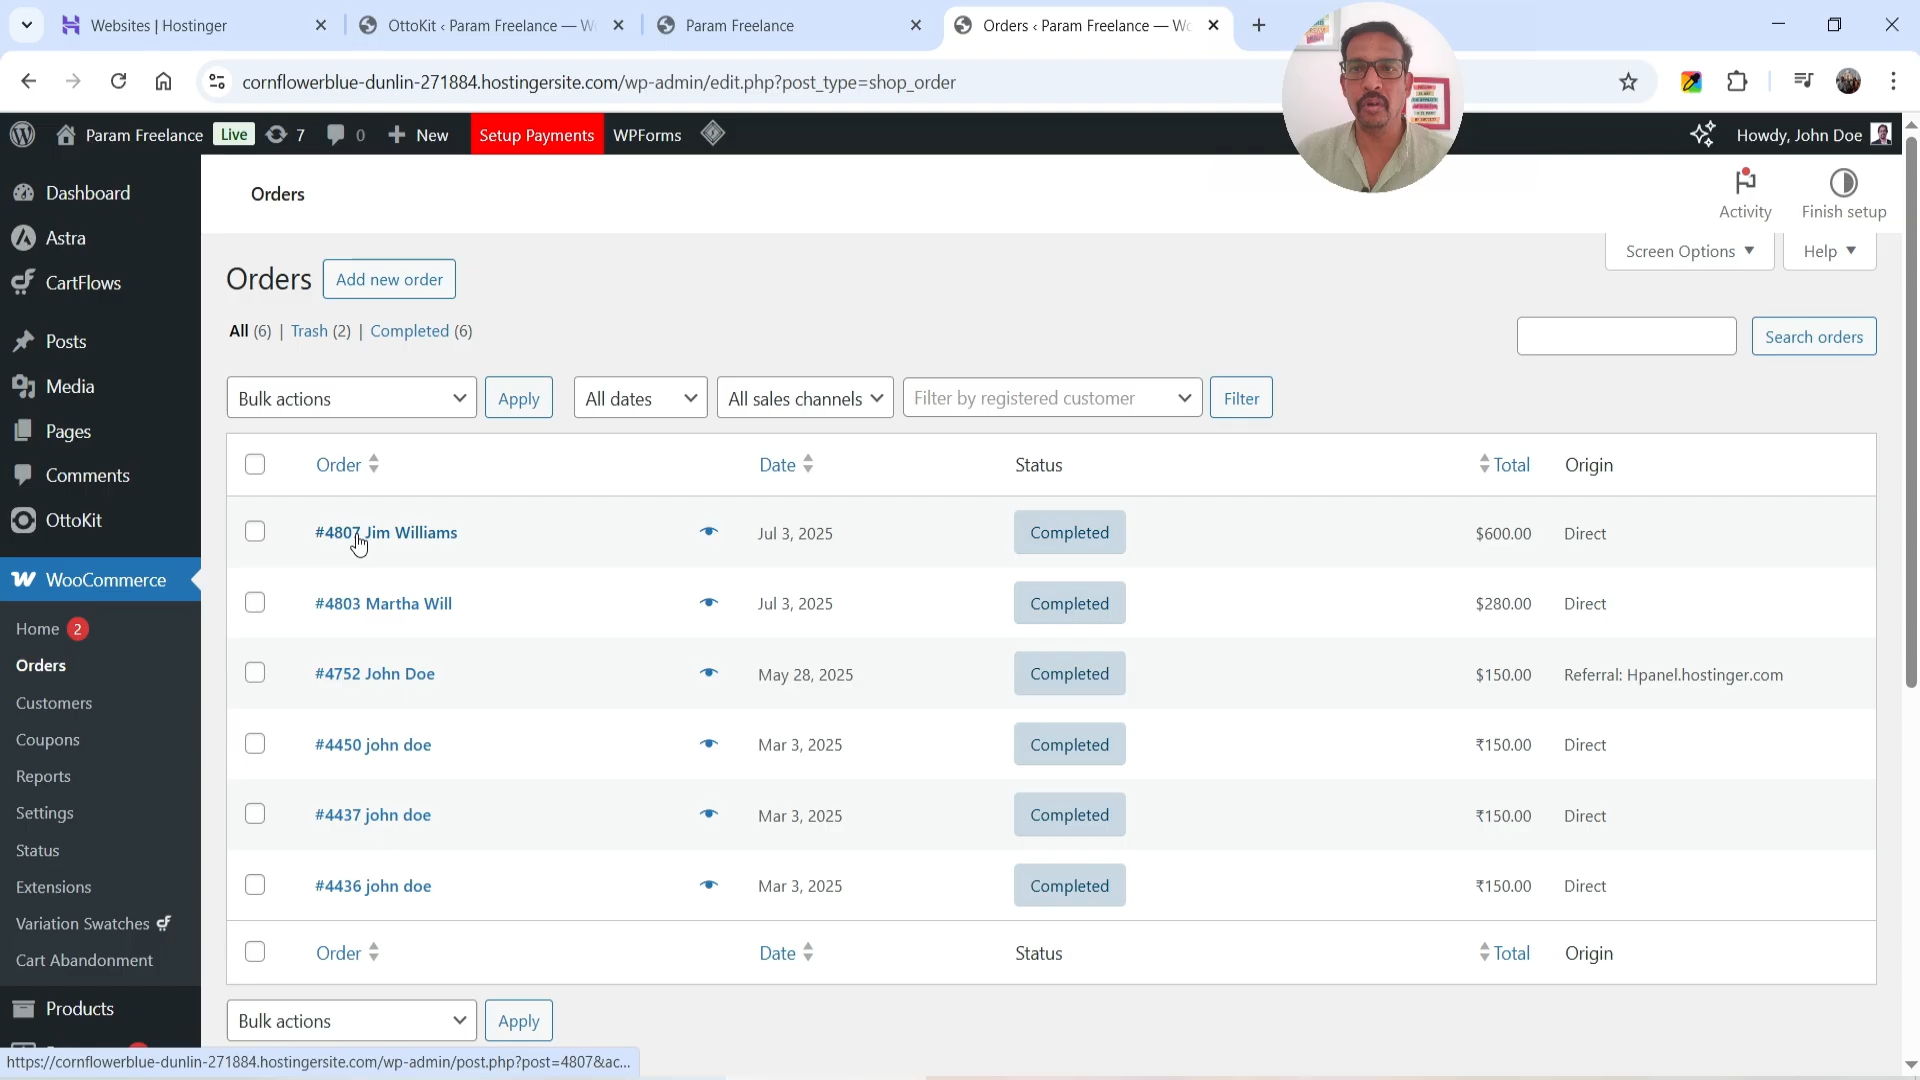 Websites | Hostinger
OttoKit ‹ Param Freelance — W
Param Freelance
Orders ‹ Param Freelance — Wo
cornflowerblue-dunlin-271884.hostingersite.com/wp-admin/edit.php?post_type=shop_order
Param Freelance Live 7 0 New Setup Payments WPForms Howdy, John Doe
Dashboard
Astra
CartFlows
Posts
Media
Pages
Comments
OttoKit
WooCommerce
Home 2
Orders
Customers
Coupons
Reports
Settings
Status
Extensions
Variation Swatches
Cart Abandonment
Products
Orders
Activity
Finish setup
Screen Options
Help
Orders Add new order
All (6) | Trash (2) | Completed (6)
Search orders
Bulk actions Apply All dates All sales channels Filter by registered customer Filter
Order Date Status Total Origin
#4807 Jim Williams Jul 3, 2025 Completed $600.00 Direct
#4803 Martha Will Jul 3, 2025 Completed $280.00 Direct
#4752 John Doe May 28, 2025 Completed $150.00 Referral: Hpanel.hostinger.com
#4450 john doe Mar 3, 2025 Completed ₹150.00 Direct
#4437 john doe Mar 3, 2025 Completed ₹150.00 Direct
#4436 john doe Mar 3, 2025 Completed ₹150.00 Direct
Order Date Status Total Origin
Bulk actions Apply
https://cornflowerblue-dunlin-271884.hostingersite.com/wp-admin/post.php?post=4807&ac...